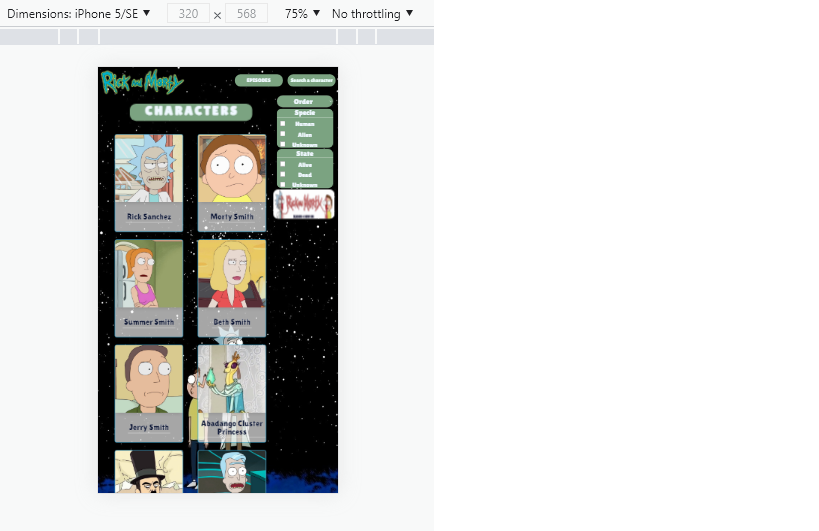 Dimensions: iPhone 5/SE ▼ 320 × 568 75% ▼ No throttling ▼
Rick and Morty EPISODES Search a character
CHARACTERS
Order
Specie
Human
Alien
Unknown
State
Alive
Dead
Unknown
Rick and Morty
Rick Sanchez Morty Smith
Summer Smith Beth Smith
Jerry Smith Abadango Cluster
Princess